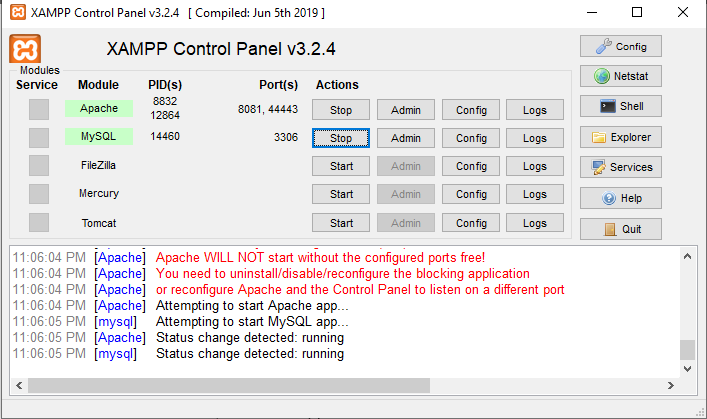 XAMPP Control Panel v3.2.4 [ Compiled: Jun 5th 2019 ]
XAMPP Control Panel v3.2.4
Config
Modules
Service Module PID(s) Port(s) Actions
Netstat
Apache 8832 12864 8081, 44443 Stop Admin Config Logs
Shell
MySQL 14460 3306 Stop Admin Config Logs
Explorer
FileZilla Start Admin Config Logs
Services
Mercury Start Admin Config Logs
Help
Tomcat Start Admin Config Logs
Quit
11:06:04 PM [Apache] Apache WILL NOT start without the configured ports free!
11:06:04 PM [Apache] You need to uninstall/disable/reconfigure the blocking application
11:06:04 PM [Apache] or reconfigure Apache and the Control Panel to listen on a different port
11:06:04 PM [Apache] Attempting to start Apache app...
11:06:05 PM [mysql] Attempting to start MySQL app...
11:06:05 PM [Apache] Status change detected: running
11:06:05 PM [mysql] Status change detected: running